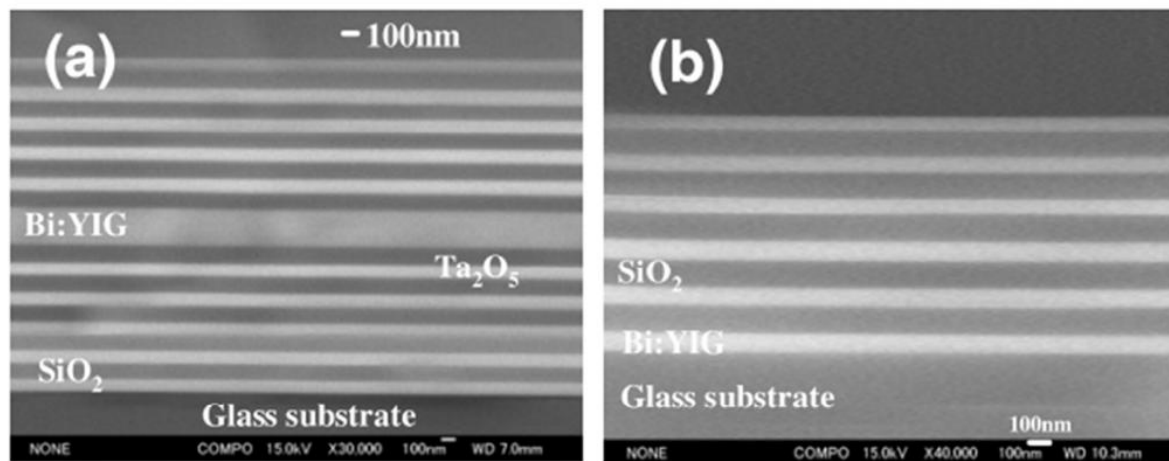 (a)
100nm
Bi:YIG
Ta₂O₅
SiO₂
Glass substrate
NONE COMPO 15.0kV X30,000 100nm WD 7.0mm
(b)
SiO₂
Bi:YIG
Glass substrate
100nm
NONE COMPO 15.0kV X40,000 100nm WD 10.3mm